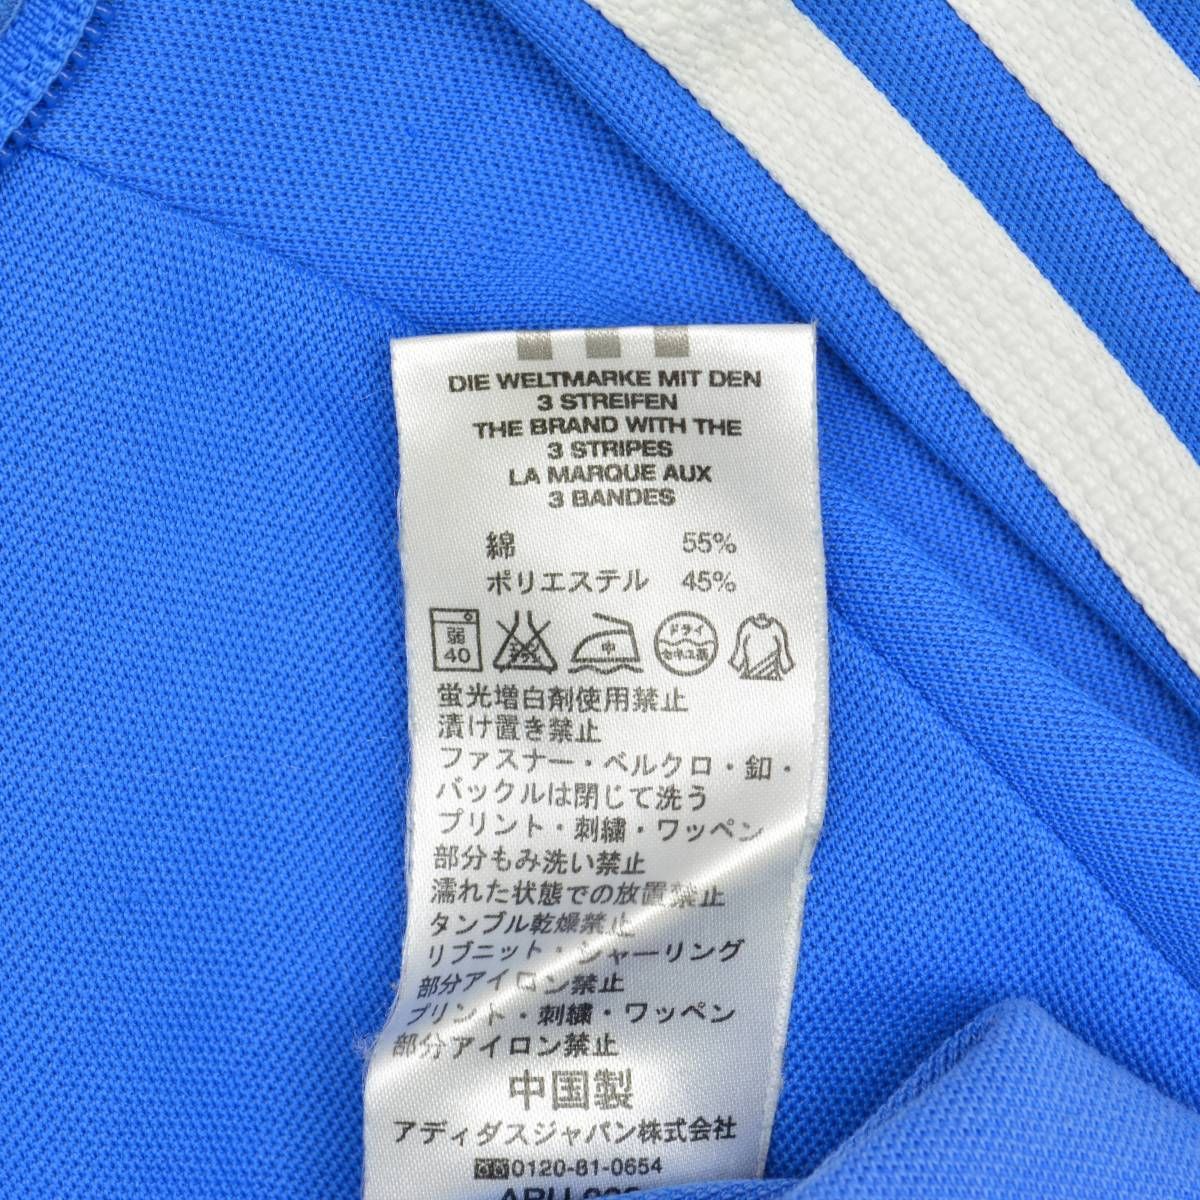 DIE WELTMARKE MIT DEN
3 STREIFEN
THE BRAND WITH THE
3 STRIPES
LA MARQUE AUX
3 BANDES
綿 55%
ポリエステル 45%
弱 40 中 ドライ
蛍光増白剤使用禁止
漬け置き禁止
ファスナー・ベルクロ・釦・
バックルは閉じて洗う
プリント・刺繍・ワッペン
部分もみ洗い禁止
濡れた状態での放置禁止
タンブル乾燥禁止
リブニット・シャーリング
部分アイロン禁止
プリント・刺繍・ワッペン
部分アイロン禁止
中国製
アディダスジャパン株式会社
0120-81-0654